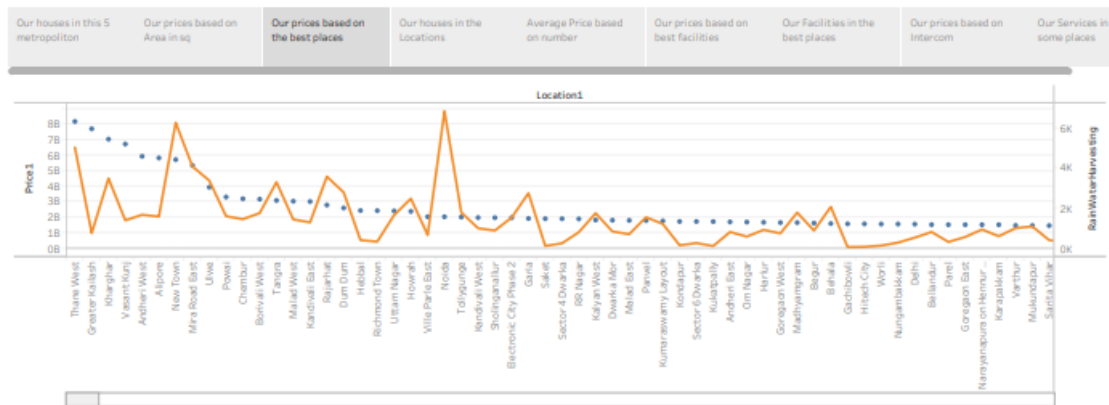 Our houses in this 5
metropoliton
Our prices based on
Area in sq
Our prices based on
the best places
Our houses in the
Locations
Average Price based
on number
Our prices based on
best facilities
Our Facilities in the
best places
Our prices based on
Intercom
Our Services in
some places
Location1
8B
7B
6B
5B
4B
3B
2B
1B
0B
Price1
6K
4K
2K
0K
RainWaterHarvesting
Thane West
Greater Kailash
Kharghar
Vasant Kunj
Andheri West
Alipore
New Town
Mira Road East
Ulwe
Powai
Chembur
Borivali West
Tangra
Malad West
Kandivali East
Rajarhat
Dum Dum
Hebbal
Richmond Town
Uttam Nagar
Howrah
Ville Parle East
Noida
Tollygunge
Kandivali West
Sholinganallur
Electronic City Phase 2
Garia
Saket
Sector 4 Dwarka
RR Nagar
Kalyan West
Dwarka Mor
Malad East
Panvel
Kumaraswamy Layout
Kondapur
Sector 6 Dwarka
Kukatpally
Andheri East
Om Nagar
Harlur
Goregaon West
Madhyamgram
Begur
Behala
Gachibowli
Hitech City
Worli
Nungambakkam
Delhi
Bellandur
Parel
Goregaon East
Narayanapura on Hennur ..
Karapakkam
Varthur
Mukundapur
Sarita Vihar